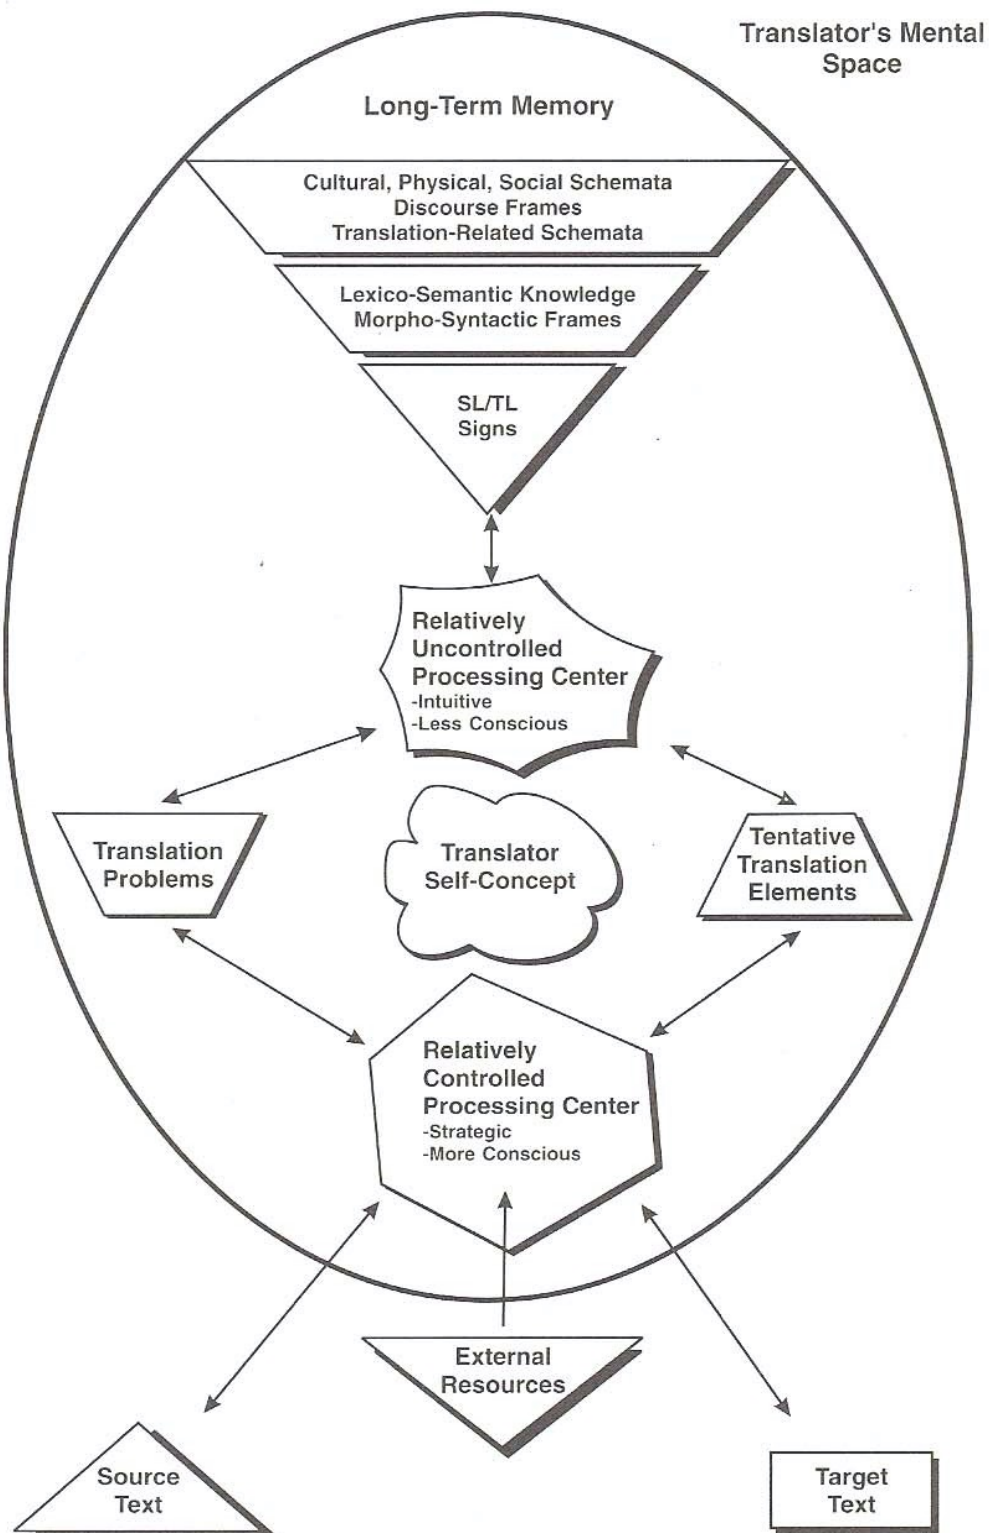 Translator's Mental
Space
Long-Term Memory
Cultural, Physical, Social Schemata
Discourse Frames
Translation-Related Schemata
Lexico-Semantic Knowledge
Morpho-Syntactic Frames
SL/TL
Signs
Relatively
Uncontrolled
Processing Center
-Intuitive
-Less Conscious
Translation
Problems
Translator
Self-Concept
Tentative
Translation
Elements
Relatively
Controlled
Processing Center
-Strategic
-More Conscious
External
Resources
Source
Text
Target
Text